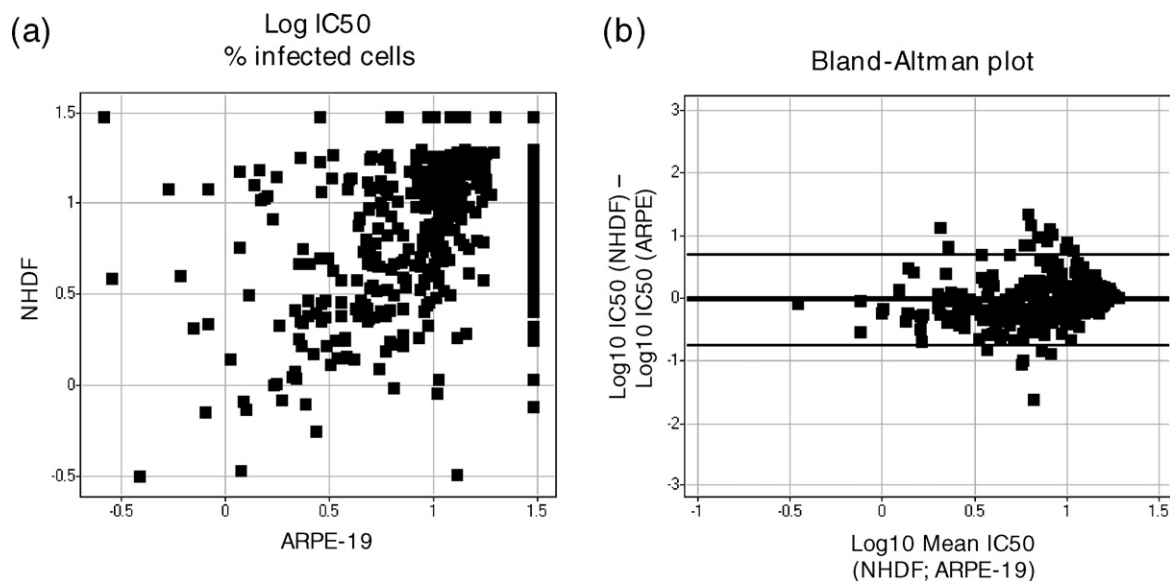 (a)
Log IC50
% infected cells
1.5
1
0.5
0
-0.5
NHDF
-0.5
0
0.5
1
1.5
ARPE-19
(b)
Bland-Altman plot
3
2
1
0
-1
-2
-3
Log10 IC50 (NHDF) –
Log10 IC50 (ARPE)
-1
-0.5
0
0.5
1
1.5
Log10 Mean IC50
(NHDF; ARPE-19)